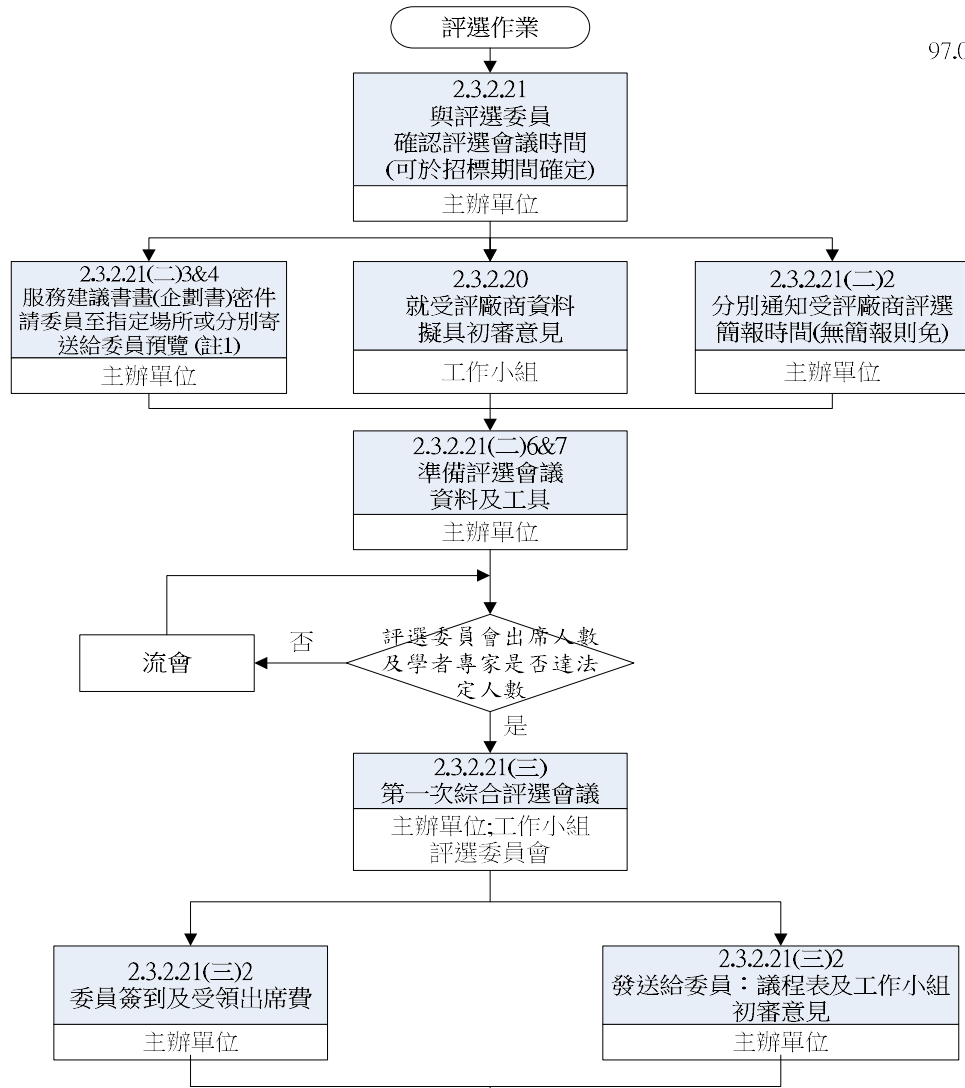 評選作業
97.0
2.3.2.21
與評選委員
確認評選會議時間
(可於招標期間確定)
主辦單位
2.3.2.21(二)3&4
服務建議書畫(企劃書)密件
請委員至指定場所或分別寄
送給委員預覽 (註1)
主辦單位
2.3.2.20
就受評廠商資料
擬具初審意見
工作小組
2.3.2.21(二)2
分別通知受評廠商評選
簡報時間(無簡報則免)
主辦單位
2.3.2.21(二)6&7
準備評選會議
資料及工具
主辦單位
評選委員會出席人數
及學者專家是否達法
定人數
否
流會
是
2.3.2.21(三)
第一次綜合評選會議
主辦單位;工作小組
評選委員會
2.3.2.21(三)2
委員簽到及受領出席費
主辦單位
2.3.2.21(三)2
發送給委員：議程表及工作小組
初審意見
主辦單位